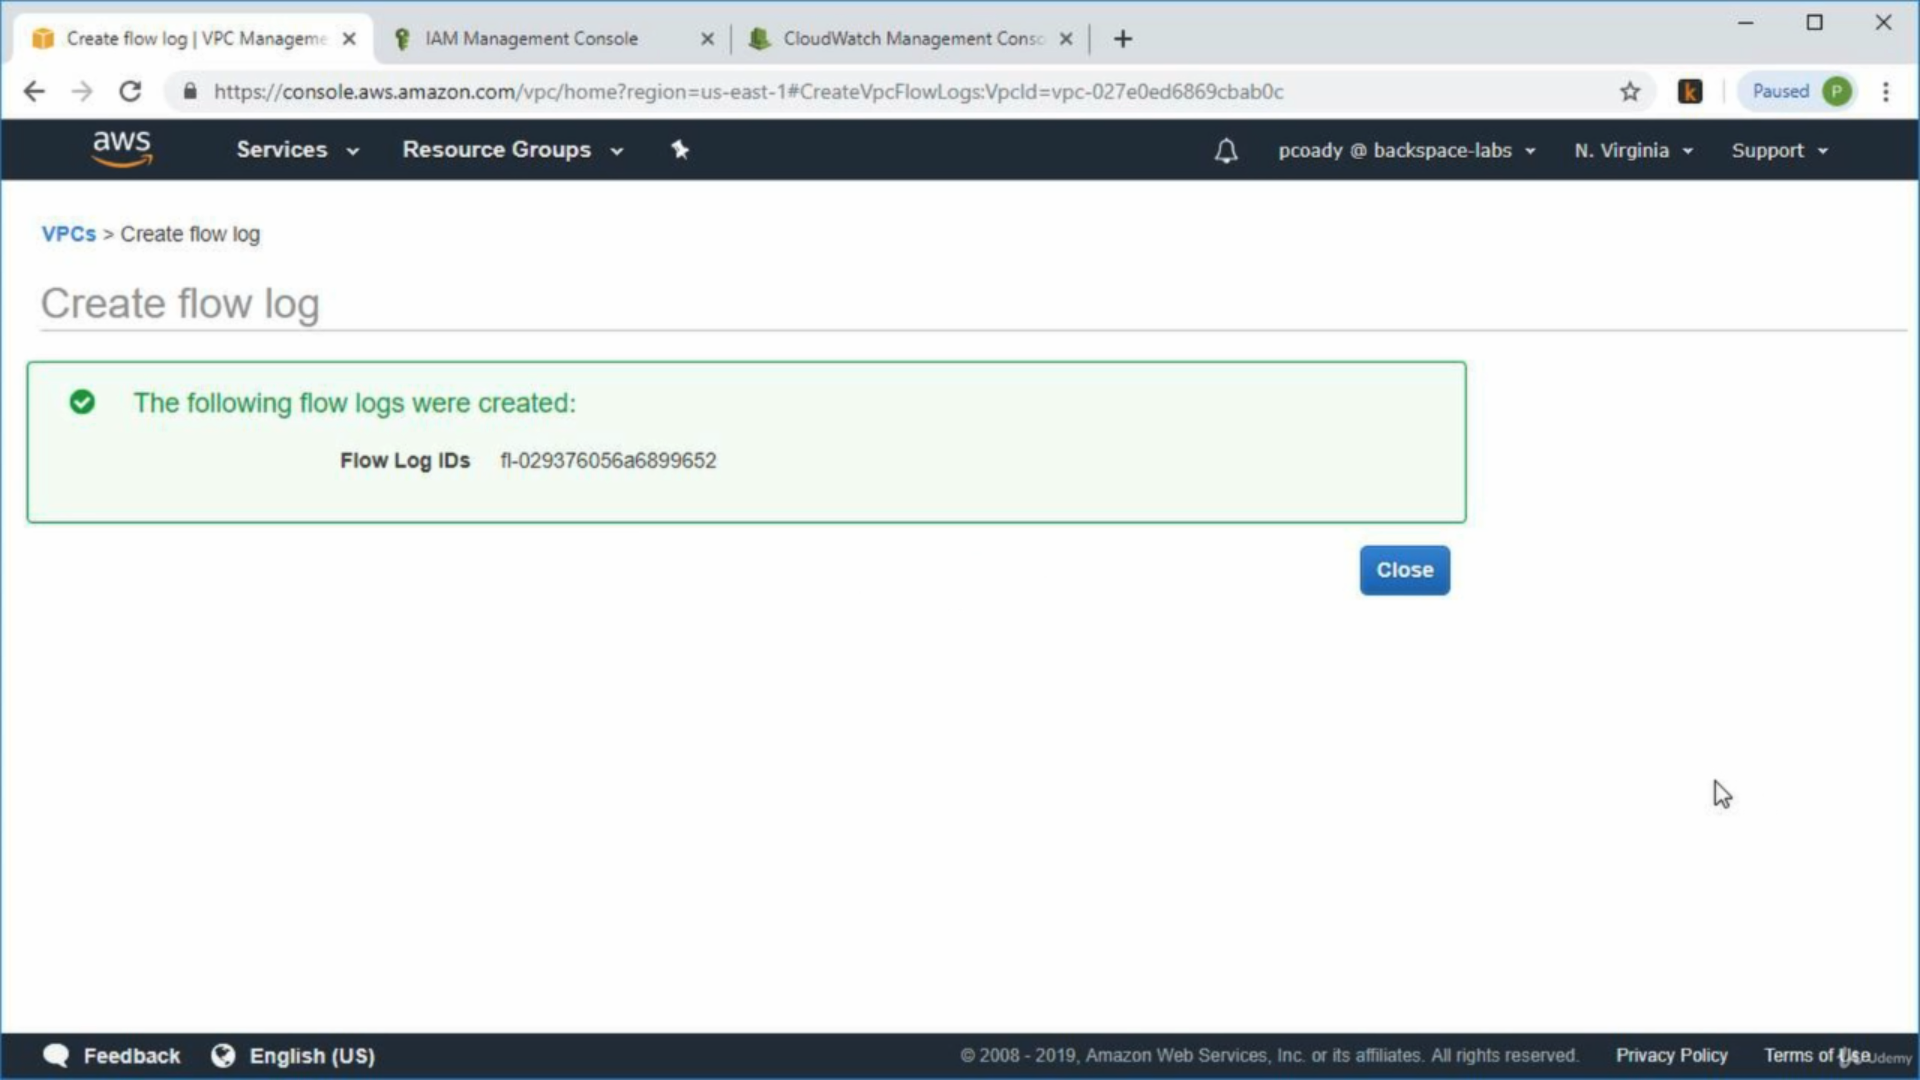 Create flow log | VPC Manageme
IAM Management Console
CloudWatch Management Conso
https://console.aws.amazon.com/vpc/home?region=us-east-1#CreateVpcFlowLogs:VpcId=vpc-027e0ed6869cbab0c
k
Paused P
aws
Services
Resource Groups
pcoady @ backspace-labs
N. Virginia
Support
VPCs > Create flow log
Create flow log
The following flow logs were created:
Flow Log IDs fl-029376056a6899652
Close
Feedback
English (US)
© 2008 - 2019, Amazon Web Services, Inc. or its affiliates. All rights reserved.
Privacy Policy
Terms of Use
Udemy